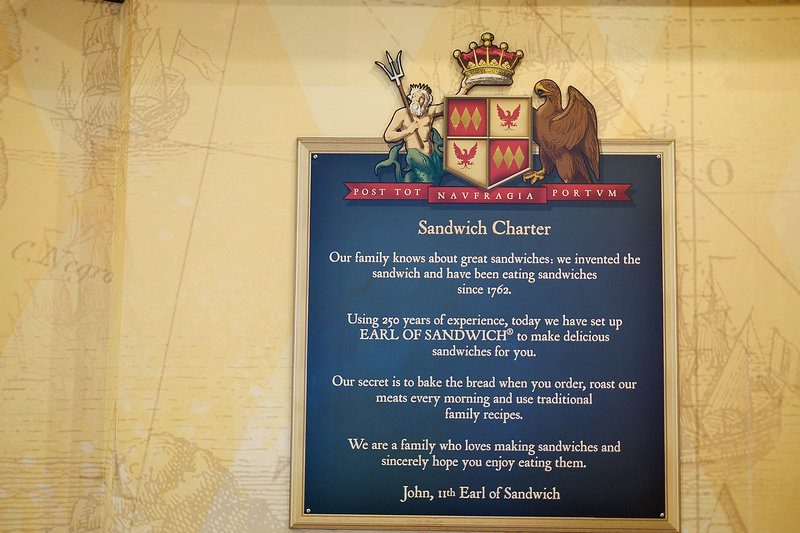 POST TOT NAVFRAGIA PORTVM
Sandwich Charter
Our family knows about great sandwiches: we invented the
sandwich and have been eating sandwiches
since 1762.
Using 250 years of experience, today we have set up
EARL OF SANDWICH® to make delicious
sandwiches for you.
Our secret is to bake the bread when you order, roast our
meats every morning and use traditional
family recipes.
We are a family who loves making sandwiches and
sincerely hope you enjoy eating them.
John, 11th Earl of Sandwich
C. Negro